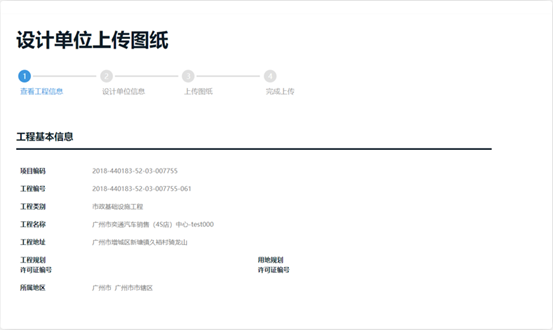 设计单位上传图纸
1 2 3 4
查看工程信息 设计单位信息 上传图纸 完成上传
工程基本信息
项目编码 2018-440183-52-03-007755
工程编号 2018-440183-52-03-007755-061
工程类别 市政基础设施工程
工程名称 广州市奕通汽车销售（4S店）中心-test000
工程地址 广州市增城区新塘镇久裕村骑龙山
工程规划 用地规划
许可证编号 许可证编号
所属地区 广州市 广州市市辖区